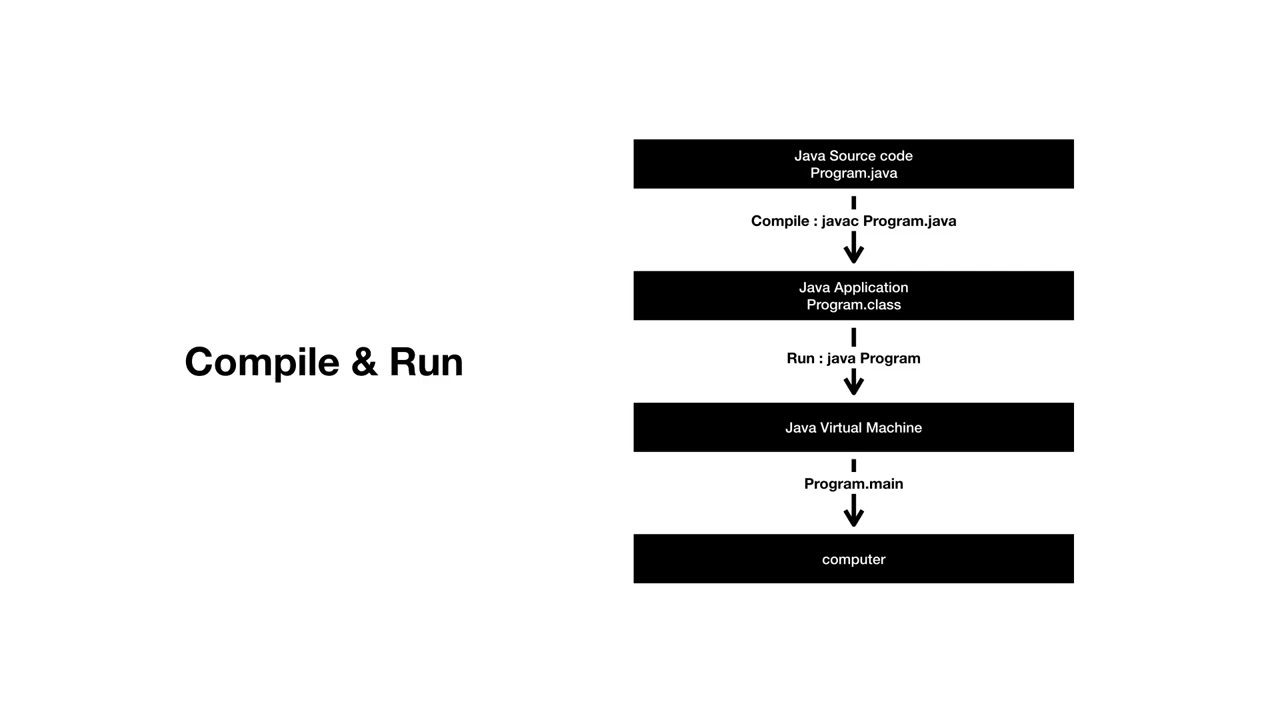 Compile & Run
Java Source code
Program.java
Compile : javac Program.java
Java Application
Program.class
Run : java Program
Java Virtual Machine
Program.main
computer